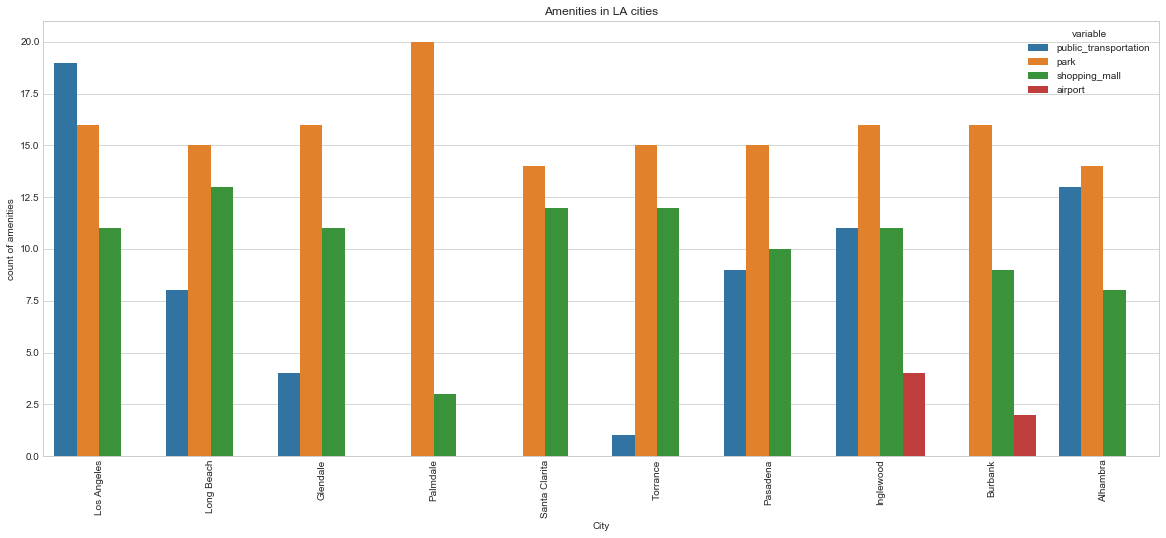 Amenities in LA cities
variable
public_transportation
park
shopping_mall
airport
count of amenities
20.0
17.5
15.0
12.5
10.0
7.5
5.0
2.5
0.0
Los Angeles
Long Beach
Glendale
Palmdale
Santa Clarita
Torrance
Pasadena
Inglewood
Burbank
Alhambra
City